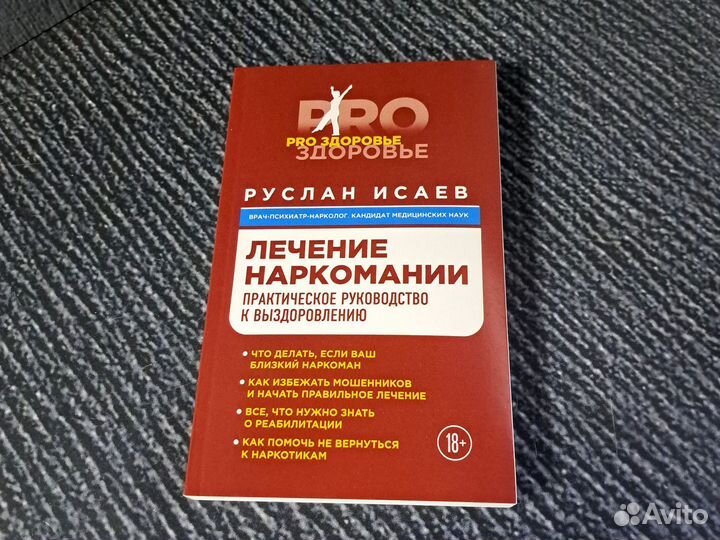 PRO
PRO ЗДОРОВЬЕ
ЗДОРОВЬЕ
РУСЛАН ИСАЕВ
ВРАЧ-ПСИХИАТР-НАРКОЛОГ, КАНДИДАТ МЕДИЦИНСКИХ НАУК
ЛЕЧЕНИЕ
НАРКОМАНИИ
ПРАКТИЧЕСКОЕ РУКОВОДСТВО
К ВЫЗДОРОВЛЕНИЮ
• ЧТО ДЕЛАТЬ, ЕСЛИ ВАШ
БЛИЗКИЙ НАРКОМАН
• КАК ИЗБЕЖАТЬ МОШЕННИКОВ
И НАЧАТЬ ПРАВИЛЬНОЕ ЛЕЧЕНИЕ
• ВСЕ, ЧТО НУЖНО ЗНАТЬ
О РЕАБИЛИТАЦИИ
• КАК ПОМОЧЬ НЕ ВЕРНУТЬСЯ
К НАРКОТИКАМ
18+
Avito